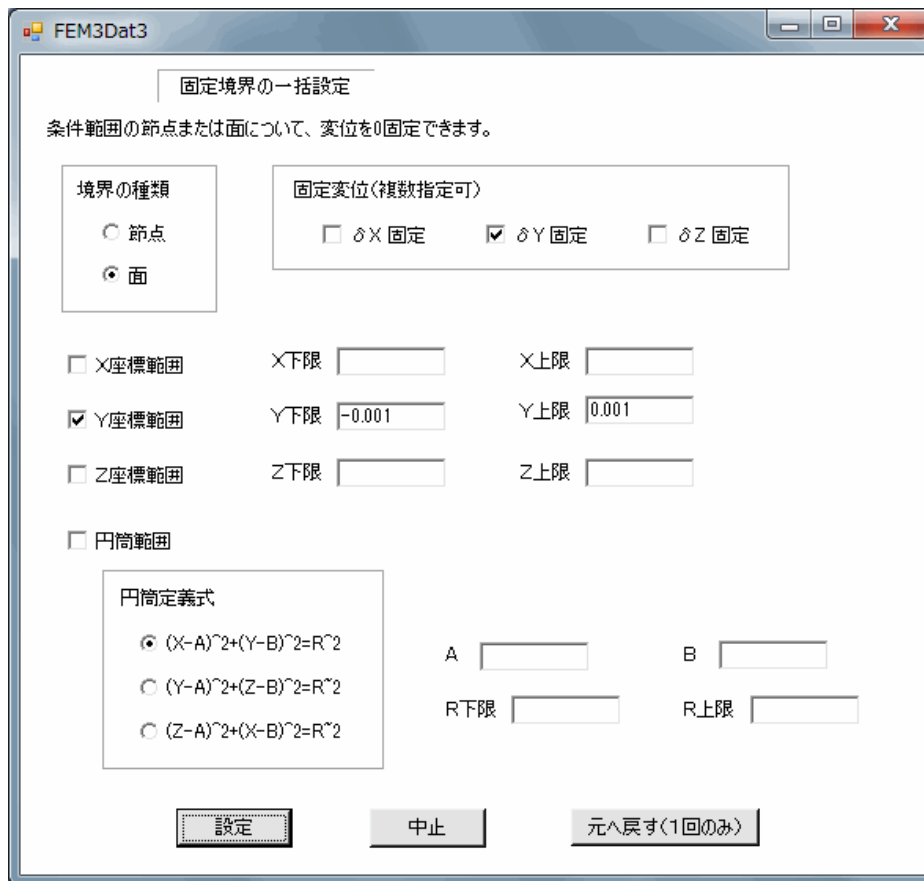 FEM3Dat3
固定境界の一括設定
条件範囲の節点または面について、変位を0固定できます。
境界の種類
節点
面
固定変位(複数指定可)
δX 固定 δY 固定 δZ 固定
X座標範囲 X下限 X上限
Y座標範囲 Y下限 -0.001 Y上限 0.001
Z座標範囲 Z下限 Z上限
円筒範囲
円筒定義式
(X-A)^2+(Y-B)^2=R^2
(Y-A)^2+(Z-B)^2=R^2
(Z-A)^2+(X-B)^2=R^2
A B
R下限 R上限
設定 中止 元へ戻す(1回のみ)